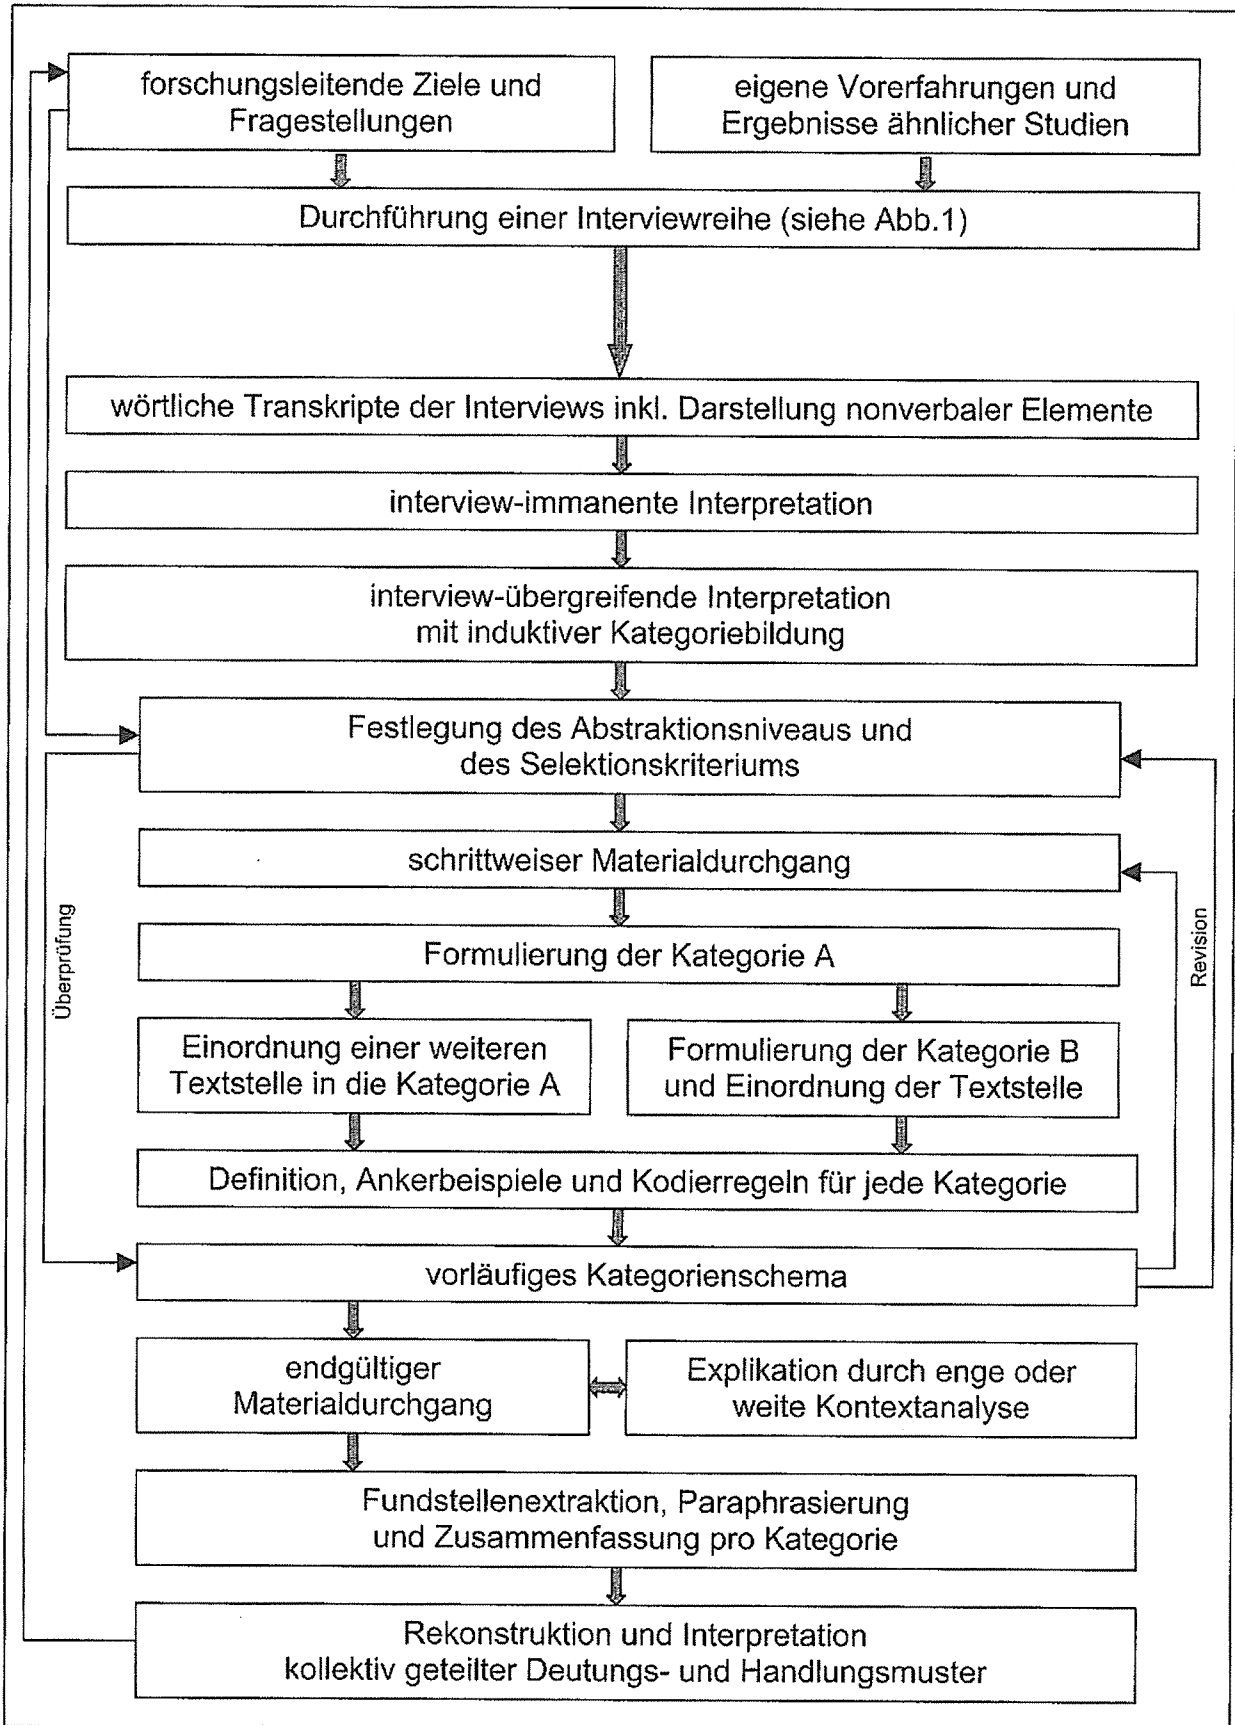 forschungsleitende Ziele und
Fragestellungen
eigene Vorerfahrungen und
Ergebnisse ähnlicher Studien
Durchführung einer Interviewreihe (siehe Abb.1)
wörtliche Transkripte der Interviews inkl. Darstellung nonverbaler Elemente
interview-immanente Interpretation
interview-übergreifende Interpretation
mit induktiver Kategoriebildung
Festlegung des Abstraktionsniveaus und
des Selektionskriteriums
schrittweiser Materialdurchgang
Formulierung der Kategorie A
Überprüfung
Revision
Einordnung einer weiteren
Textstelle in die Kategorie A
Formulierung der Kategorie B
und Einordnung der Textstelle
Definition, Ankerbeispiele und Kodierregeln für jede Kategorie
vorläufiges Kategorienschema
endgültiger
Materialdurchgang
Explikation durch enge oder
weite Kontextanalyse
Fundstellenextraktion, Paraphrasierung
und Zusammenfassung pro Kategorie
Rekonstruktion und Interpretation
kollektiv geteilter Deutungs- und Handlungsmuster